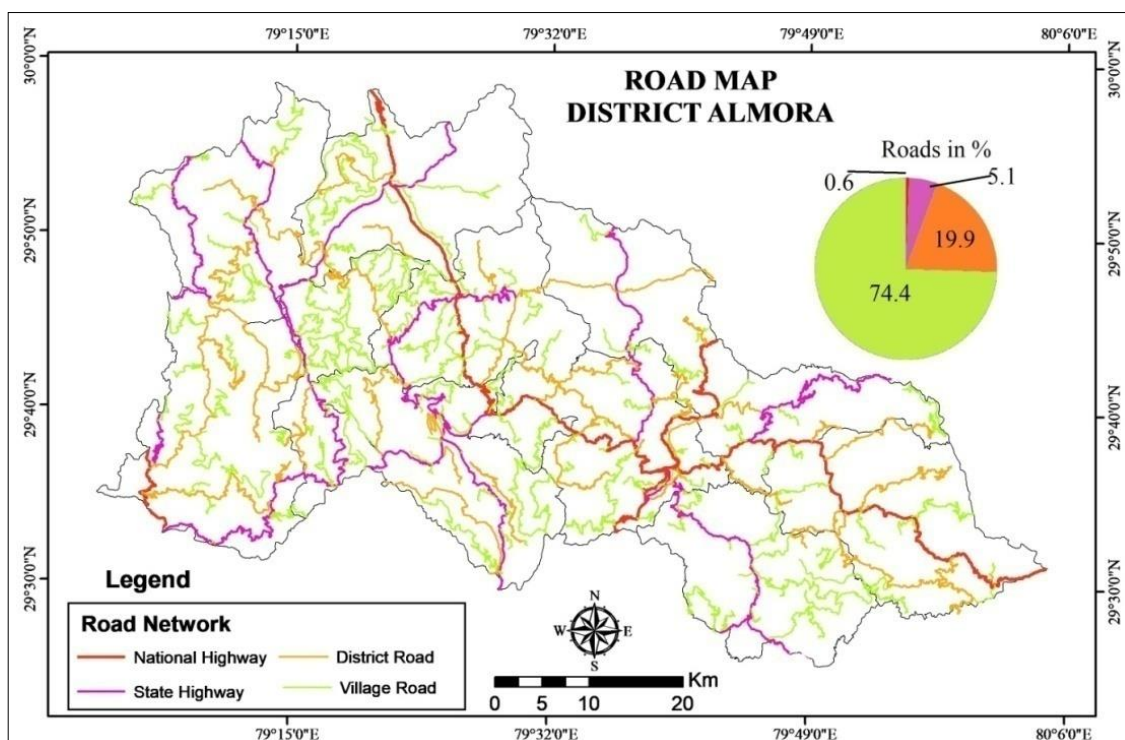 79°15'0"E
79°32'0"E
79°49'0"E
80°6'0"E
30°0'0"N
30°0'0"N
ROAD MAP
DISTRICT ALMORA
Roads in %
0.6
5.1
19.9
74.4
29°50'0"N
29°50'0"N
29°40'0"N
29°40'0"N
29°30'0"N
29°30'0"N
Legend
Road Network
National Highway
District Road
State Highway
Village Road
N
W
E
S
Km
0 5 10 20
79°15'0"E
79°32'0"E
79°49'0"E
80°6'0"E